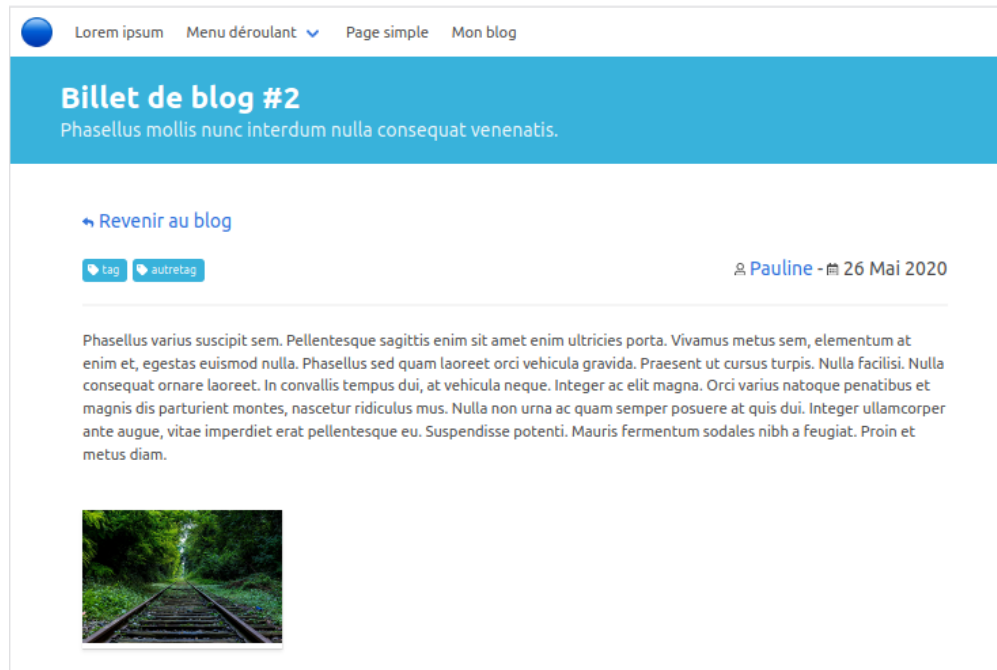 Lorem ipsum Menu déroulant Page simple Mon blog
Billet de blog #2
Phasellus mollis nunc interdum nulla consequat venenatis.
Revenir au blog
tag autretag Pauline - 26 Mai 2020
Phasellus varius suscipit sem. Pellentesque sagittis enim sit amet enim ultricies porta. Vivamus metus sem, elementum at
enim et, egestas euismod nulla. Phasellus sed quam laoreet orci vehicula gravida. Praesent ut cursus turpis. Nulla facilisi. Nulla
consequat ornare laoreet. In convallis tempus dui, at vehicula neque. Integer ac elit magna. Orci varius natoque penatibus et
magnis dis parturient montes, nascetur ridiculus mus. Nulla non urna ac quam semper posuere at quis dui. Integer ullamcorper
ante augue, vitae imperdiet erat pellentesque eu. Suspendisse potenti. Mauris fermentum sodales nibh a feugiat. Proin et
metus diam.